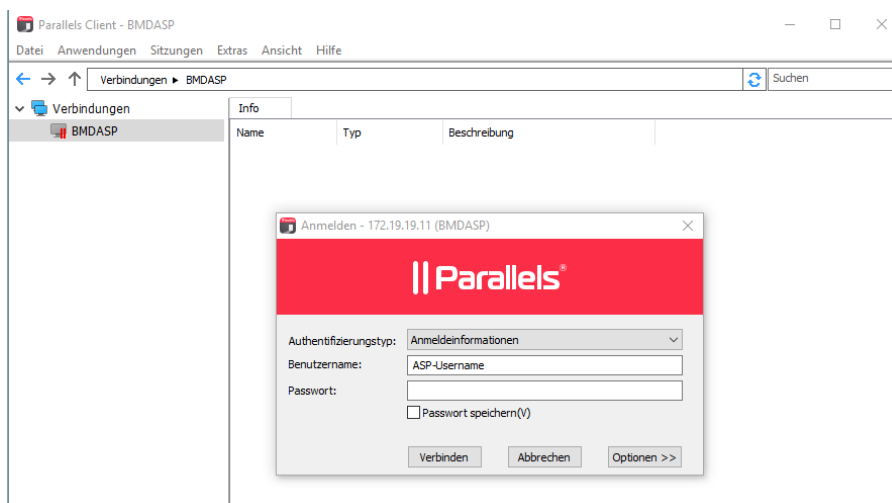 Parallels Client - BMDASP
Datei Anwendungen Sitzungen Extras Ansicht Hilfe
Verbindungen ▸ BMDASP
Suchen
Verbindungen
BMDASP
Info
Name Typ Beschreibung
Anmelden - 172.19.19.11 (BMDASP)
Parallels®
Authentifizierungstyp: Anmeldeinformationen
Benutzername: ASP-Username
Passwort:
Passwort speichern(V)
Verbinden Abbrechen Optionen >>